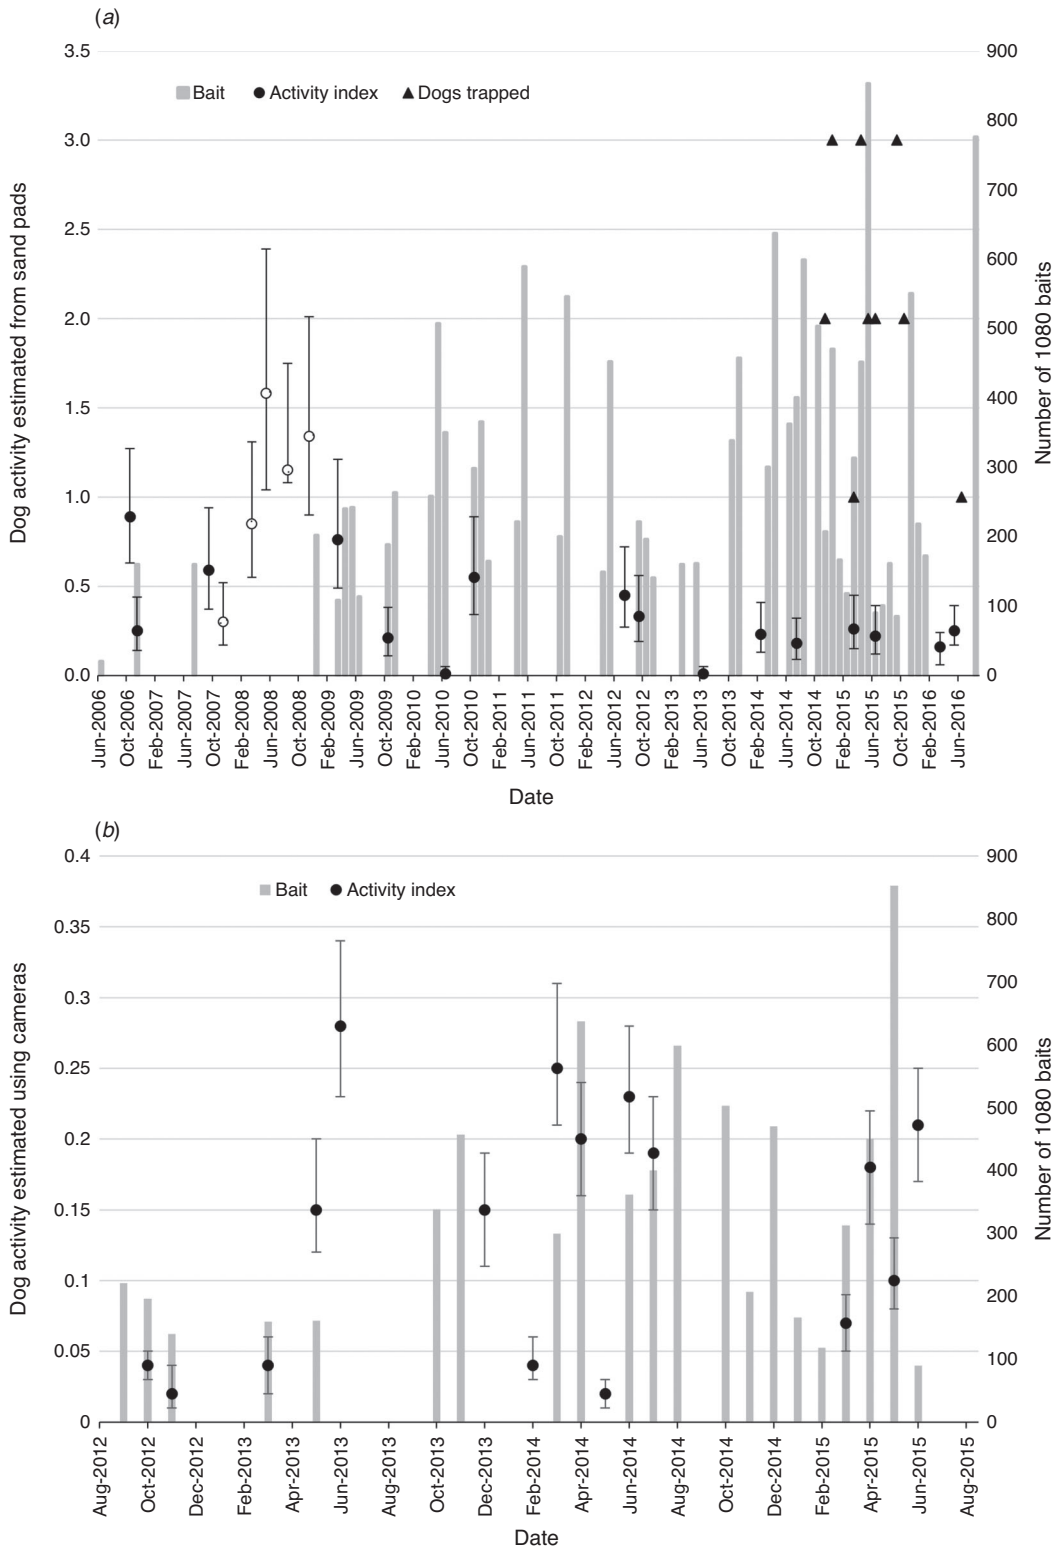 (a)
3.5
3.0
2.5
2.0
1.5
1.0
0.5
0.0
900
800
700
600
500
400
300
200
100
0
Bait
Activity index
Dogs trapped
Dog activity estimated from sand pads
Number of 1080 baits
Jun-2006
Oct-2006
Feb-2007
Jun-2007
Oct-2007
Feb-2008
Jun-2008
Oct-2008
Feb-2009
Jun-2009
Oct-2009
Feb-2010
Jun-2010
Oct-2010
Feb-2011
Jun-2011
Oct-2011
Feb-2012
Jun-2012
Oct-2012
Feb-2013
Jun-2013
Oct-2013
Feb-2014
Jun-2014
Oct-2014
Feb-2015
Jun-2015
Oct-2015
Feb-2016
Jun-2016
Date
(b)
0.4
0.35
0.3
0.25
0.2
0.15
0.1
0.05
0
900
800
700
600
500
400
300
200
100
0
Bait
Activity index
Dog activity estimated using cameras
Number of 1080 baits
Aug-2012
Oct-2012
Dec-2012
Feb-2013
Apr-2013
Jun-2013
Oct-2013
Dec-2013
Feb-2014
Apr-2014
Jun-2014
Aug-2014
Oct-2014
Dec-2014
Feb-2015
Apr-2015
Jun-2015
Aug-2015
Date